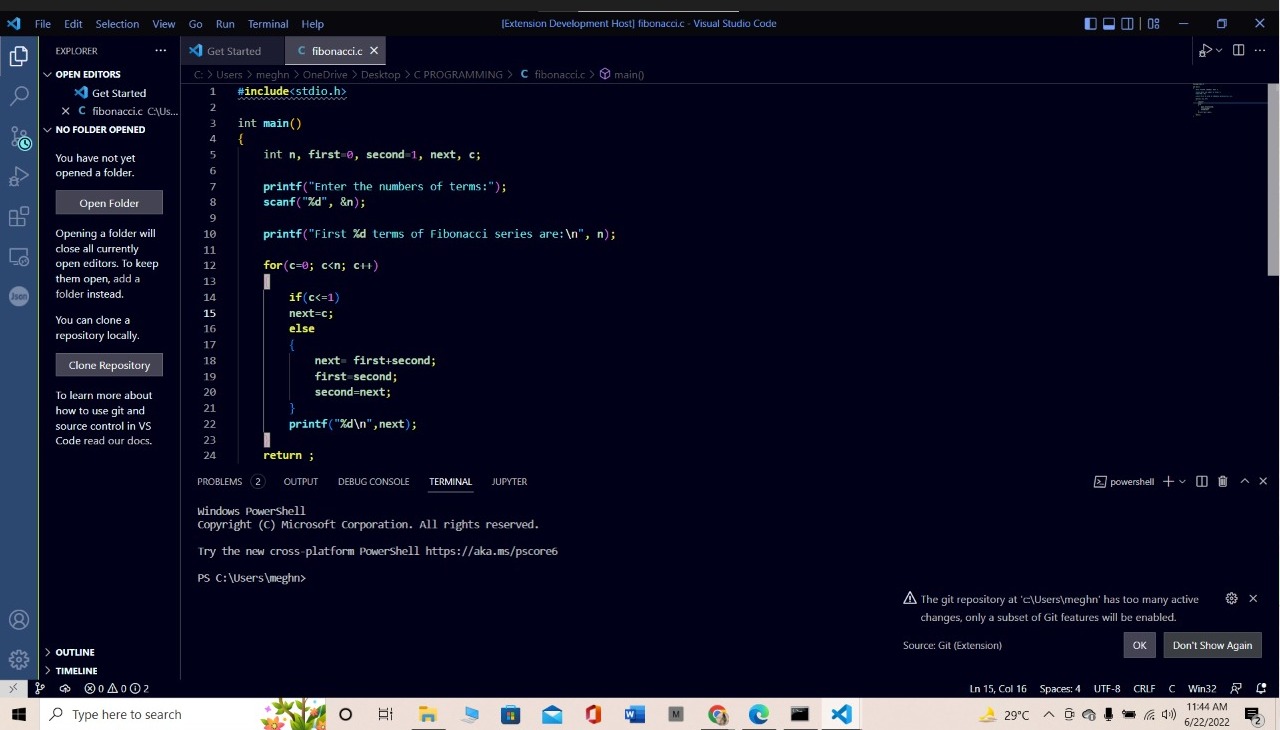 File Edit Selection View Go Run Terminal Help [Extension Development Host] fibonacci.c - Visual Studio Code
EXPLORER
OPEN EDITORS
Get Started
fibonacci.c C:\Us...
NO FOLDER OPENED
You have not yet
opened a folder.
Open Folder
Opening a folder will
close all currently
open editors. To keep
them open, add a
folder instead.
You can clone a
repository locally.
Clone Repository
To learn more about
how to use git and
source control in VS
Code read our docs.
OUTLINE
TIMELINE
Json
Get Started C fibonacci.c
C: > Users > meghn > OneDrive > Desktop > C PROGRAMMING > C fibonacci.c > main()
1 #include<stdio.h>
2
3 int main()
4 {
5 int n, first=0, second=1, next, c;
6
7 printf("Enter the numbers of terms:");
8 scanf("%d", &n);
9
10 printf("First %d terms of Fibonacci series are:\n", n);
11
12 for(c=0; c<n; c++)
13
14 if(c<=1)
15 next=c;
16 else
17 {
18 next= first+second;
19 first=second;
20 second=next;
21 }
22 printf("%d\n",next);
23
24 return ;
PROBLEMS 2 OUTPUT DEBUG CONSOLE TERMINAL JUPYTER powershell
Windows PowerShell
Copyright (C) Microsoft Corporation. All rights reserved.
Try the new cross-platform PowerShell https://aka.ms/pscore6
PS C:\Users\meghn>
The git repository at 'c:\Users\meghn' has too many active
changes, only a subset of Git features will be enabled.
Source: Git (Extension) OK Don't Show Again
0 0 2 Ln 15, Col 16 Spaces: 4 UTF-8 CRLF C Win32
Type here to search 29°C 11:44 AM
6/22/2022 2